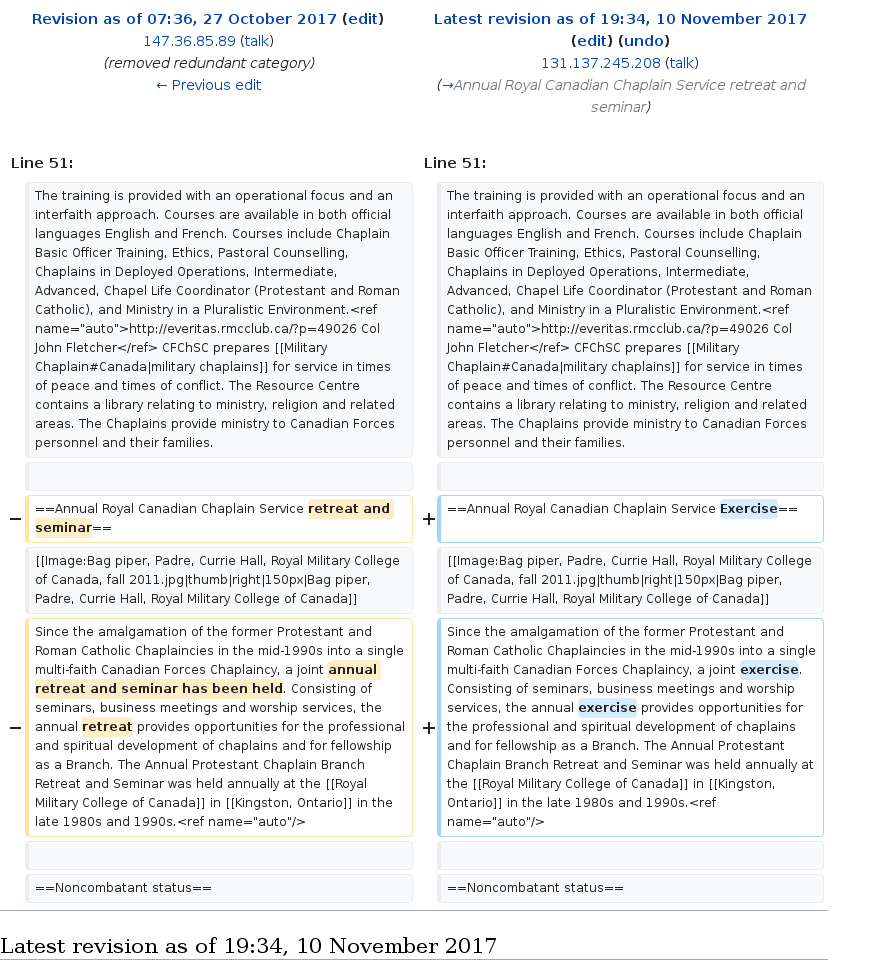 Revision as of 07:36, 27 October 2017 (edit)
147.36.85.89 (talk)
(removed redundant category)
← Previous edit
Latest revision as of 19:34, 10 November 2017
(edit) (undo)
131.137.245.208 (talk)
(→Annual Royal Canadian Chaplain Service retreat and
seminar)
Line 51:
Line 51:
The training is provided with an operational focus and an
interfaith approach. Courses are available in both official
languages English and French. Courses include Chaplain
Basic Officer Training, Ethics, Pastoral Counselling,
Chaplains in Deployed Operations, Intermediate,
Advanced, Chapel Life Coordinator (Protestant and Roman
Catholic), and Ministry in a Pluralistic Environment.<ref
name="auto">http://everitas.rmcclub.ca/?p=49026 Col
John Fletcher</ref> CFChSC prepares [[Military
Chaplain#Canada|military chaplains]] for service in times
of peace and times of conflict. The Resource Centre
contains a library relating to ministry, religion and related
areas. The Chaplains provide ministry to Canadian Forces
personnel and their families.
The training is provided with an operational focus and an
interfaith approach. Courses are available in both official
languages English and French. Courses include Chaplain
Basic Officer Training, Ethics, Pastoral Counselling,
Chaplains in Deployed Operations, Intermediate,
Advanced, Chapel Life Coordinator (Protestant and Roman
Catholic), and Ministry in a Pluralistic Environment.<ref
name="auto">http://everitas.rmcclub.ca/?p=49026 Col
John Fletcher</ref> CFChSC prepares [[Military
Chaplain#Canada|military chaplains]] for service in times
of peace and times of conflict. The Resource Centre
contains a library relating to ministry, religion and related
areas. The Chaplains provide ministry to Canadian Forces
personnel and their families.
− ==Annual Royal Canadian Chaplain Service retreat and
seminar==
+ ==Annual Royal Canadian Chaplain Service Exercise==
[[Image:Bag piper, Padre, Currie Hall, Royal Military College
of Canada, fall 2011.jpg|thumb|right|150px|Bag piper,
Padre, Currie Hall, Royal Military College of Canada]]
[[Image:Bag piper, Padre, Currie Hall, Royal Military College
of Canada, fall 2011.jpg|thumb|right|150px|Bag piper,
Padre, Currie Hall, Royal Military College of Canada]]
Since the amalgamation of the former Protestant and
Roman Catholic Chaplaincies in the mid-1990s into a single
multi-faith Canadian Forces Chaplaincy, a joint annual
retreat and seminar has been held. Consisting of
seminars, business meetings and worship services, the
− annual retreat provides opportunities for the professional
and spiritual development of chaplains and for fellowship
as a Branch. The Annual Protestant Chaplain Branch
Retreat and Seminar was held annually at the [[Royal
Military College of Canada]] in [[Kingston, Ontario]] in the
late 1980s and 1990s.<ref name="auto"/>
Since the amalgamation of the former Protestant and
Roman Catholic Chaplaincies in the mid-1990s into a single
multi-faith Canadian Forces Chaplaincy, a joint exercise.
Consisting of seminars, business meetings and worship
services, the annual exercise provides opportunities for
+ the professional and spiritual development of chaplains
and for fellowship as a Branch. The Annual Protestant
Chaplain Branch Retreat and Seminar was held annually at
the [[Royal Military College of Canada]] in [[Kingston,
Ontario]] in the late 1980s and 1990s.<ref
name="auto"/>
==Noncombatant status==
==Noncombatant status==
Latest revision as of 19:34, 10 November 2017